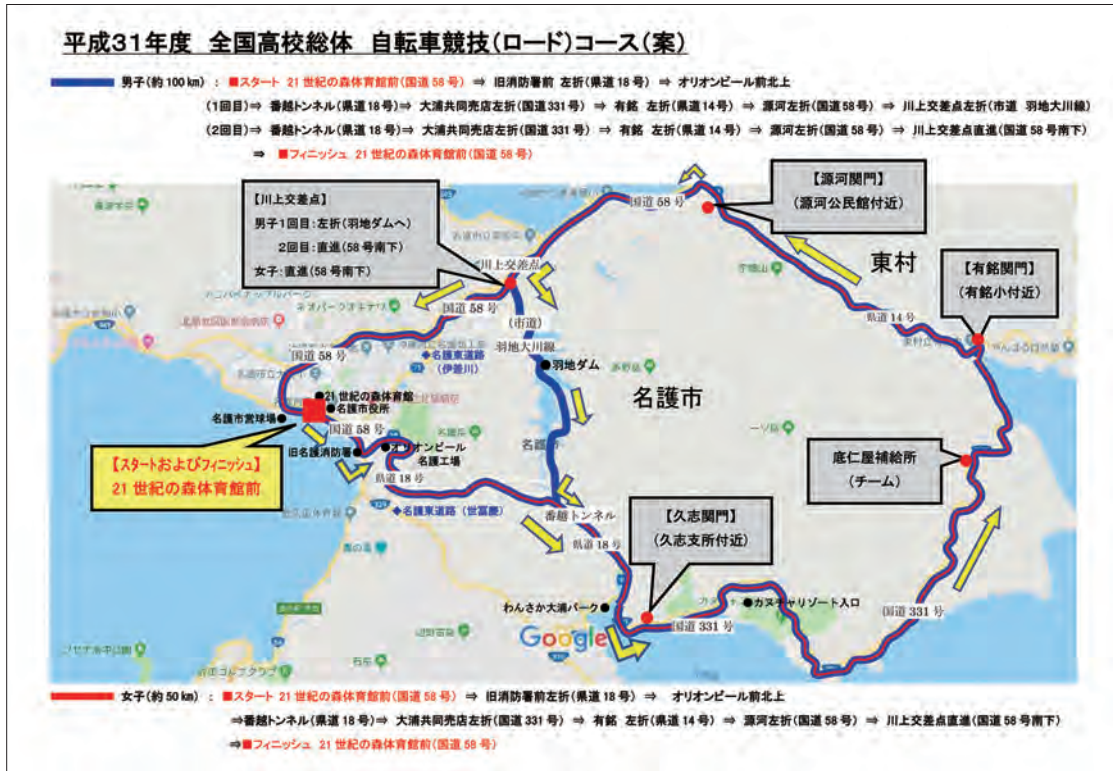 平成31年度 全国高校総体 自転車競技(ロード)コース(案)
男子(約100km) : ■スタート 21世紀の森体育館前(国道58号) ⇒ 旧消防署前 左折(県道18号)⇒ オリオンビール前北上
(1回目)⇒ 番越トンネル(県道18号)⇒ 大浦共同売店左折(国道331号) ⇒ 有銘 左折(県道14号)⇒ 源河左折(国道58号)⇒ 川上交差点左折(市道 羽地大川線)
(2回目)⇒ 番越トンネル(県道18号)⇒ 大浦共同売店左折(国道331号) ⇒ 有銘 左折(県道14号) ⇒ 源河左折(国道58号) ⇒ 川上交差点直進(国道58号南下)
⇒ ■フィニッシュ 21世紀の森体育館前(国道58号)
【川上交差点】
男子1回目:左折(羽地ダムへ)
2回目:直進(58号南下)
女子:直進(58号南下)
国道58号
【源河関門】
(源河公民館付近)
東村
【有銘関門】
(有銘小付近)
川上交差点
国道58号
(市道)
羽地大川線
県道14号
国道58号
◆名護東道路
(伊差川)
●羽地ダム
名護市
●21世紀の森体育館
●名護市役所
名護市営球場●
国道58号
旧名護消防署●
●オリオンビール
名護工場
県道18号
【スタートおよびフィニッシュ】
21世紀の森体育館前
◆名護東道路(世冨慶)
番越トンネル
県道18号
【久志関門】
(久志支所付近)
底仁屋補給所
(チーム)
わんさか大浦パーク●
●カヌチャリゾート入口
国道331号
国道331号
Google
女子(約50km) : ■スタート 21世紀の森体育館前(国道58号) ⇒ 旧消防署前左折(県道18号) ⇒ オリオンビール前北上
⇒番越トンネル(県道18号)⇒ 大浦共同売店左折(国道331号) ⇒ 有銘 左折(県道14号) ⇒ 源河左折(国道58号) ⇒ 川上交差点直進(国道58号南下)
⇒■フィニッシュ 21世紀の森体育館前(国道58号)